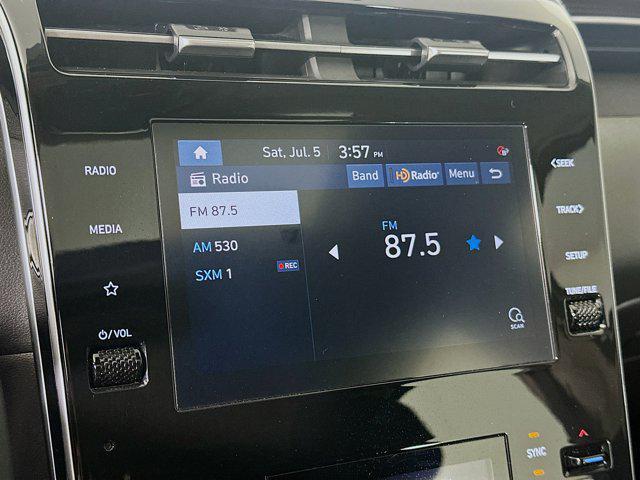 Sat, Jul. 5 3:57 PM
Radio Band HD Radio Menu
FM 87.5
AM 530
SXM 1 REC
FM
87.5
SCAN
RADIO
MEDIA
/VOL
SEEK
TRACK
SETUP
TUNE/FILE
SYNC